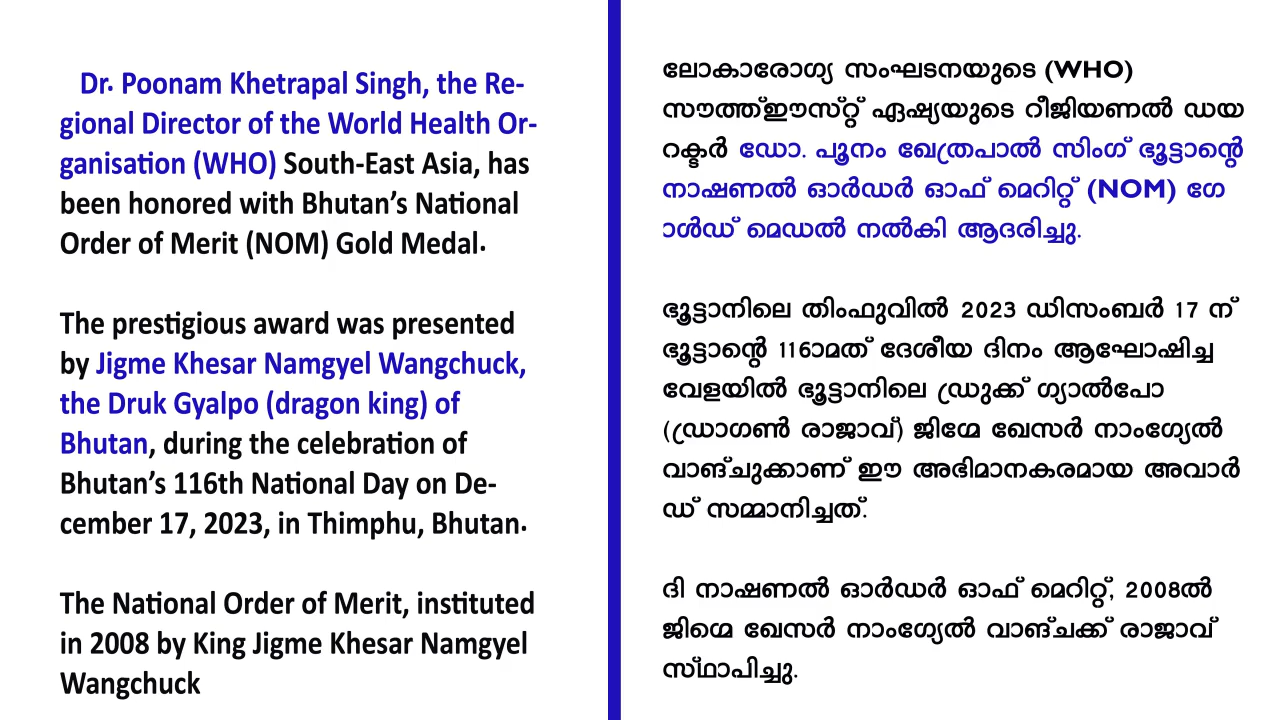 Dr. Poonam Khetrapal Singh, the Re-
gional Director of the World Health Or-
ganisation (WHO) South-East Asia, has
been honored with Bhutan's National
Order of Merit (NOM) Gold Medal.
The prestigious award was presented
by Jigme Khesar Namgyel Wangchuck,
the Druk Gyalpo (dragon king) of
Bhutan, during the celebration of
Bhutan's 116th National Day on De-
cember 17, 2023, in Thimphu, Bhutan.
The National Order of Merit, instituted
in 2008 by King Jigme Khesar Namgyel
Wangchuck
ലോകാരോഗ്യ സംഘടനയുടെ (WHO)
സൗത്ത്ഈസ്റ്റ് ഏഷ്യയുടെ റീജിയണൽ ഡയ
റക്ടർ ഡോ. പൂനം ഖേത്രപാൽ സിംഗ് ഭൂട്ടാന്റെ
നാഷണൽ ഓർഡർ ഓഫ് മെറിറ്റ് (NOM) ഗേ
ാൾഡ് മെഡൽ നൽകി ആദരിച്ചു.
ഭൂട്ടാനിലെ തിംഫുവിൽ 2023 ഡിസംബർ 17 ന്
ഭൂട്ടാന്റെ 116ാമത് ദേശീയ ദിനം ആഘോഷിച്ച
വേളയിൽ ഭൂട്ടാനിലെ ഡ്രുക്ക് ഗ്യാൽപോ
(ഡ്രാഗൺ രാജാവ്) ജിഗ്മേ ഖേസർ നാംഗ്യേൽ
വാങ്ചുക്കാണ് ഈ അഭിമാനകരമായ അവാർ
ഡ് സമ്മാനിച്ചത്.
ദി നാഷണൽ ഓർഡർ ഓഫ് മെറിറ്റ്, 2008ൽ
ജിഗ്മെ ഖേസർ നാംഗ്യേൽ വാങ്ചക്ക് രാജാവ്
സ്ഥാപിച്ചു.